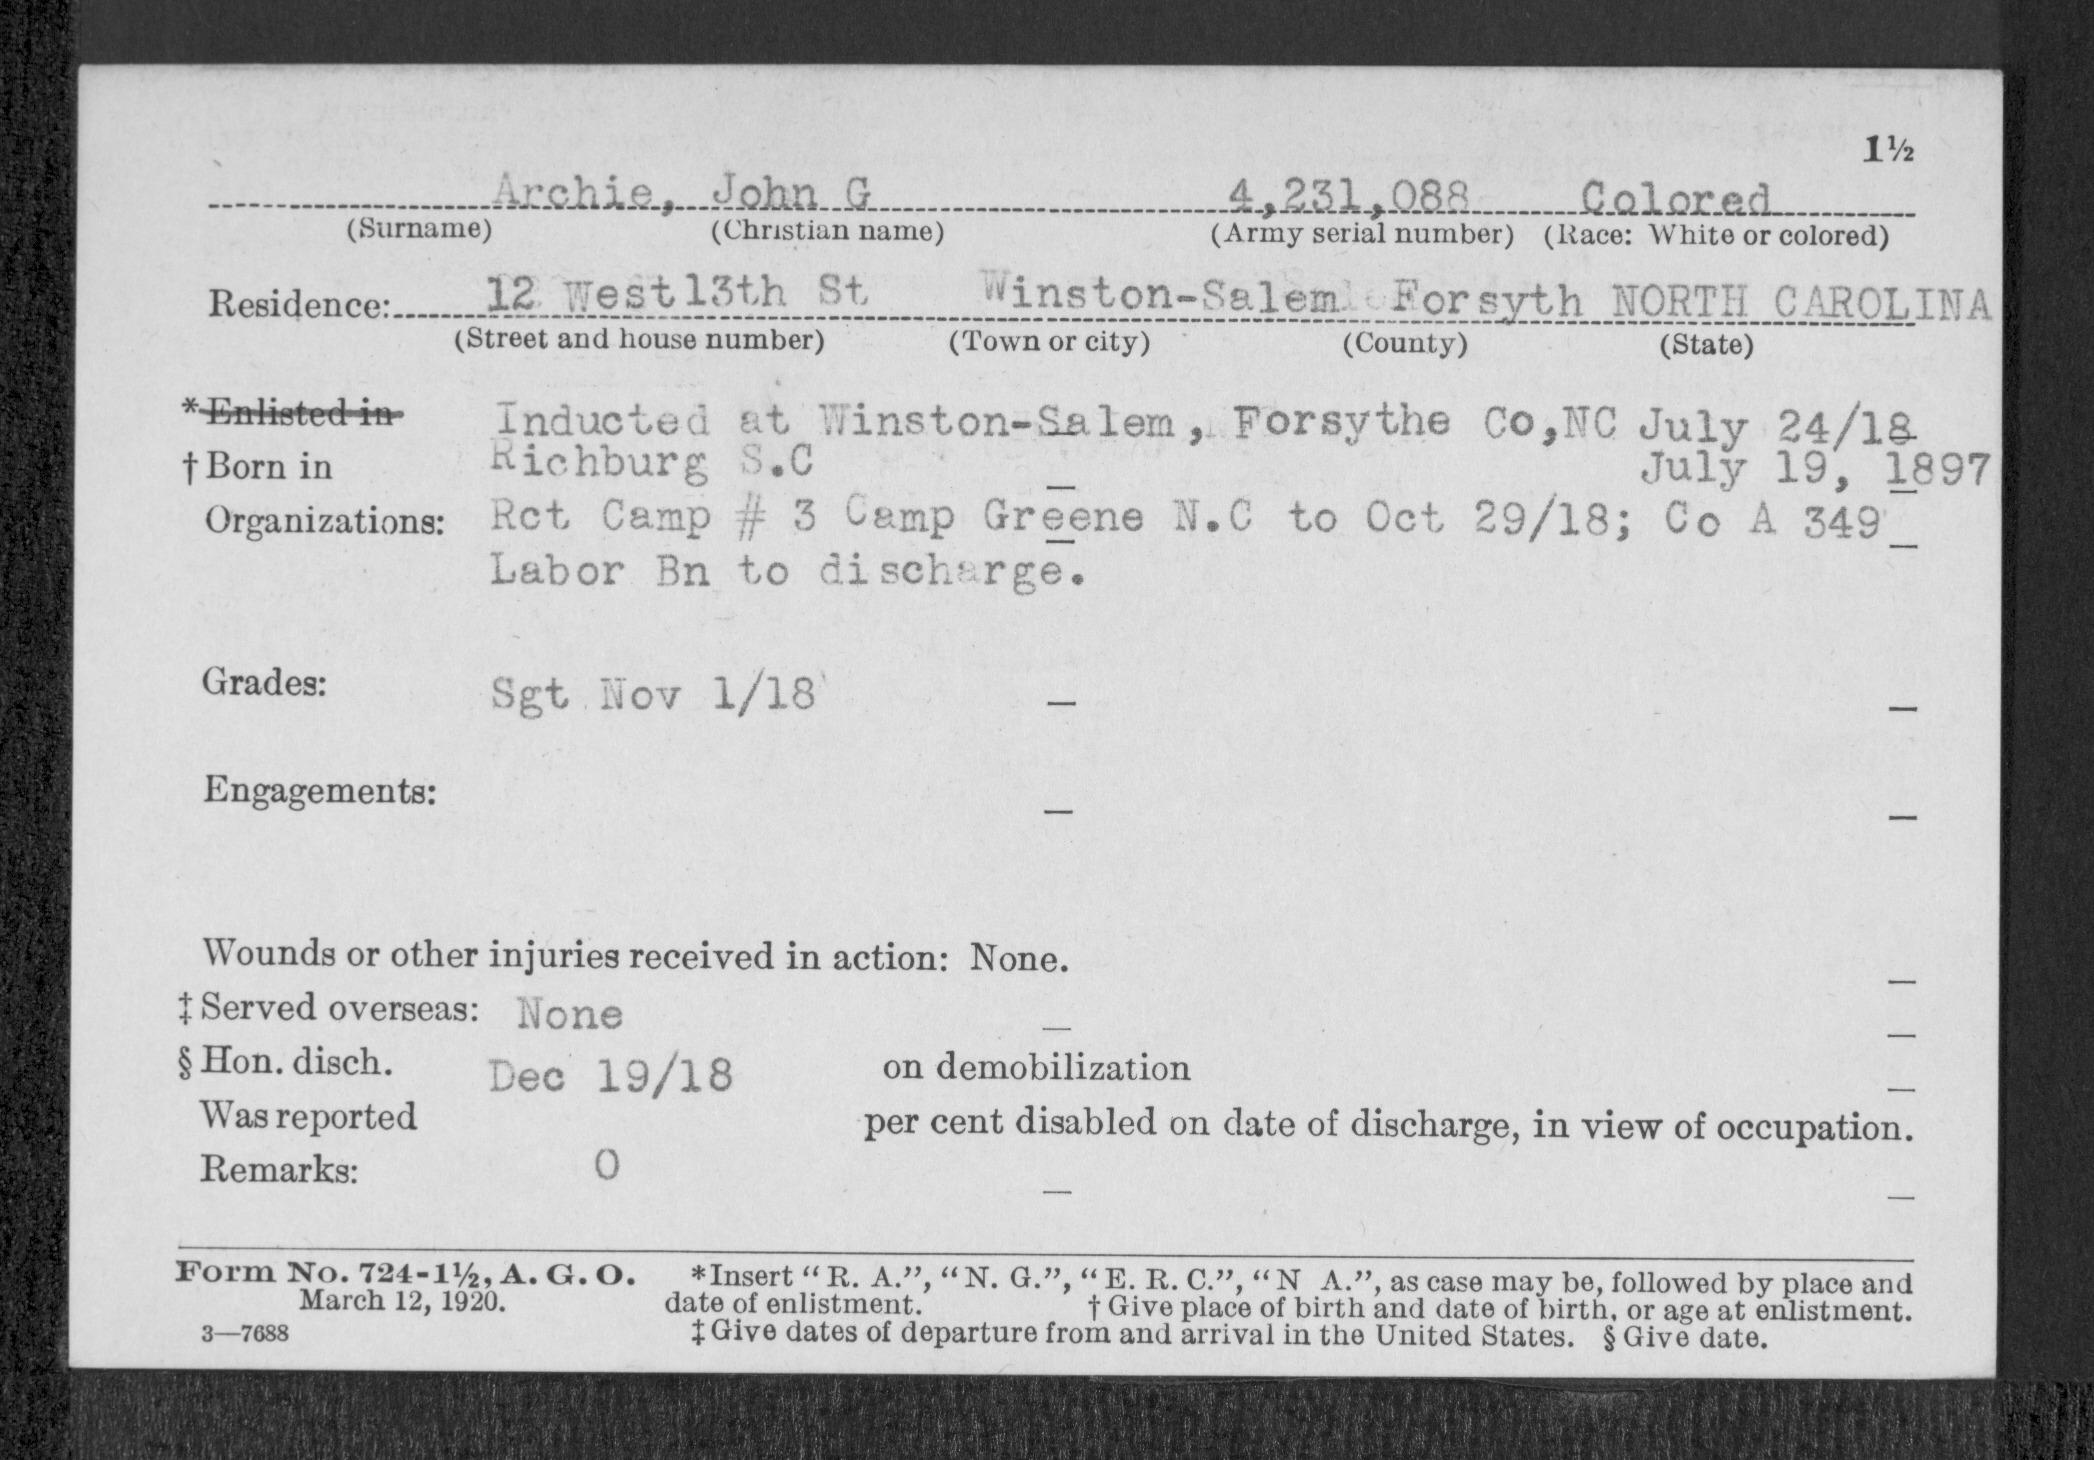 1½
Archie, John G 4,231,088 Colored
(Surname) (Christian name) (Army serial number) (Race: White or colored)
Residence: 12 West 13th St Winston-Salem Forsyth NORTH CAROLINA
(Street and house number) (Town or city) (County) (State)
*Enlisted in Inducted at Winston-Salem, Forsythe Co,NC July 24/18
†Born in Richburg S.C July 19, 1897
Organizations: Rct Camp # 3 Camp Greene N.C to Oct 29/18; Co A 349
Labor Bn to discharge.
Grades: Sgt Nov 1/18
Engagements:
Wounds or other injuries received in action: None.
‡Served overseas: None
§Hon. disch. Dec 19/18 on demobilization
Was reported per cent disabled on date of discharge, in view of occupation.
Remarks: 0
Form No. 724-1½, A. G. O. *Insert "R. A.", "N. G.", "E. R. C.", "N A.", as case may be, followed by place and
March 12, 1920. date of enlistment. †Give place of birth and date of birth, or age at enlistment.
3—7688 ‡Give dates of departure from and arrival in the United States. §Give date.